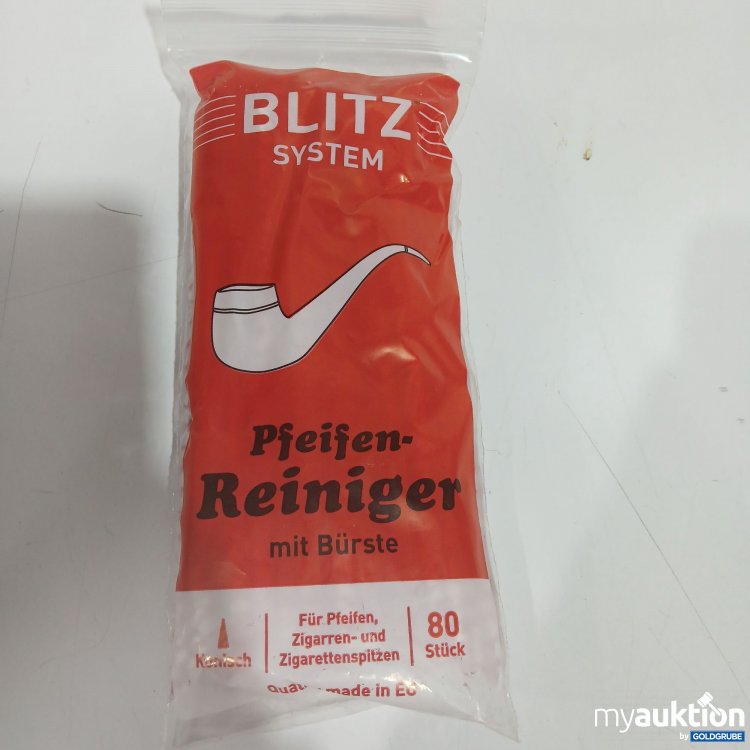 BLITZ
SYSTEM
Pfeifen-
Reiniger
mit Bürste
Konisch
Für Pfeifen,
Zigarren- und
Zigarettenspitzen
80
Stück
made in EU
myauktion
by GOLDGRUBE